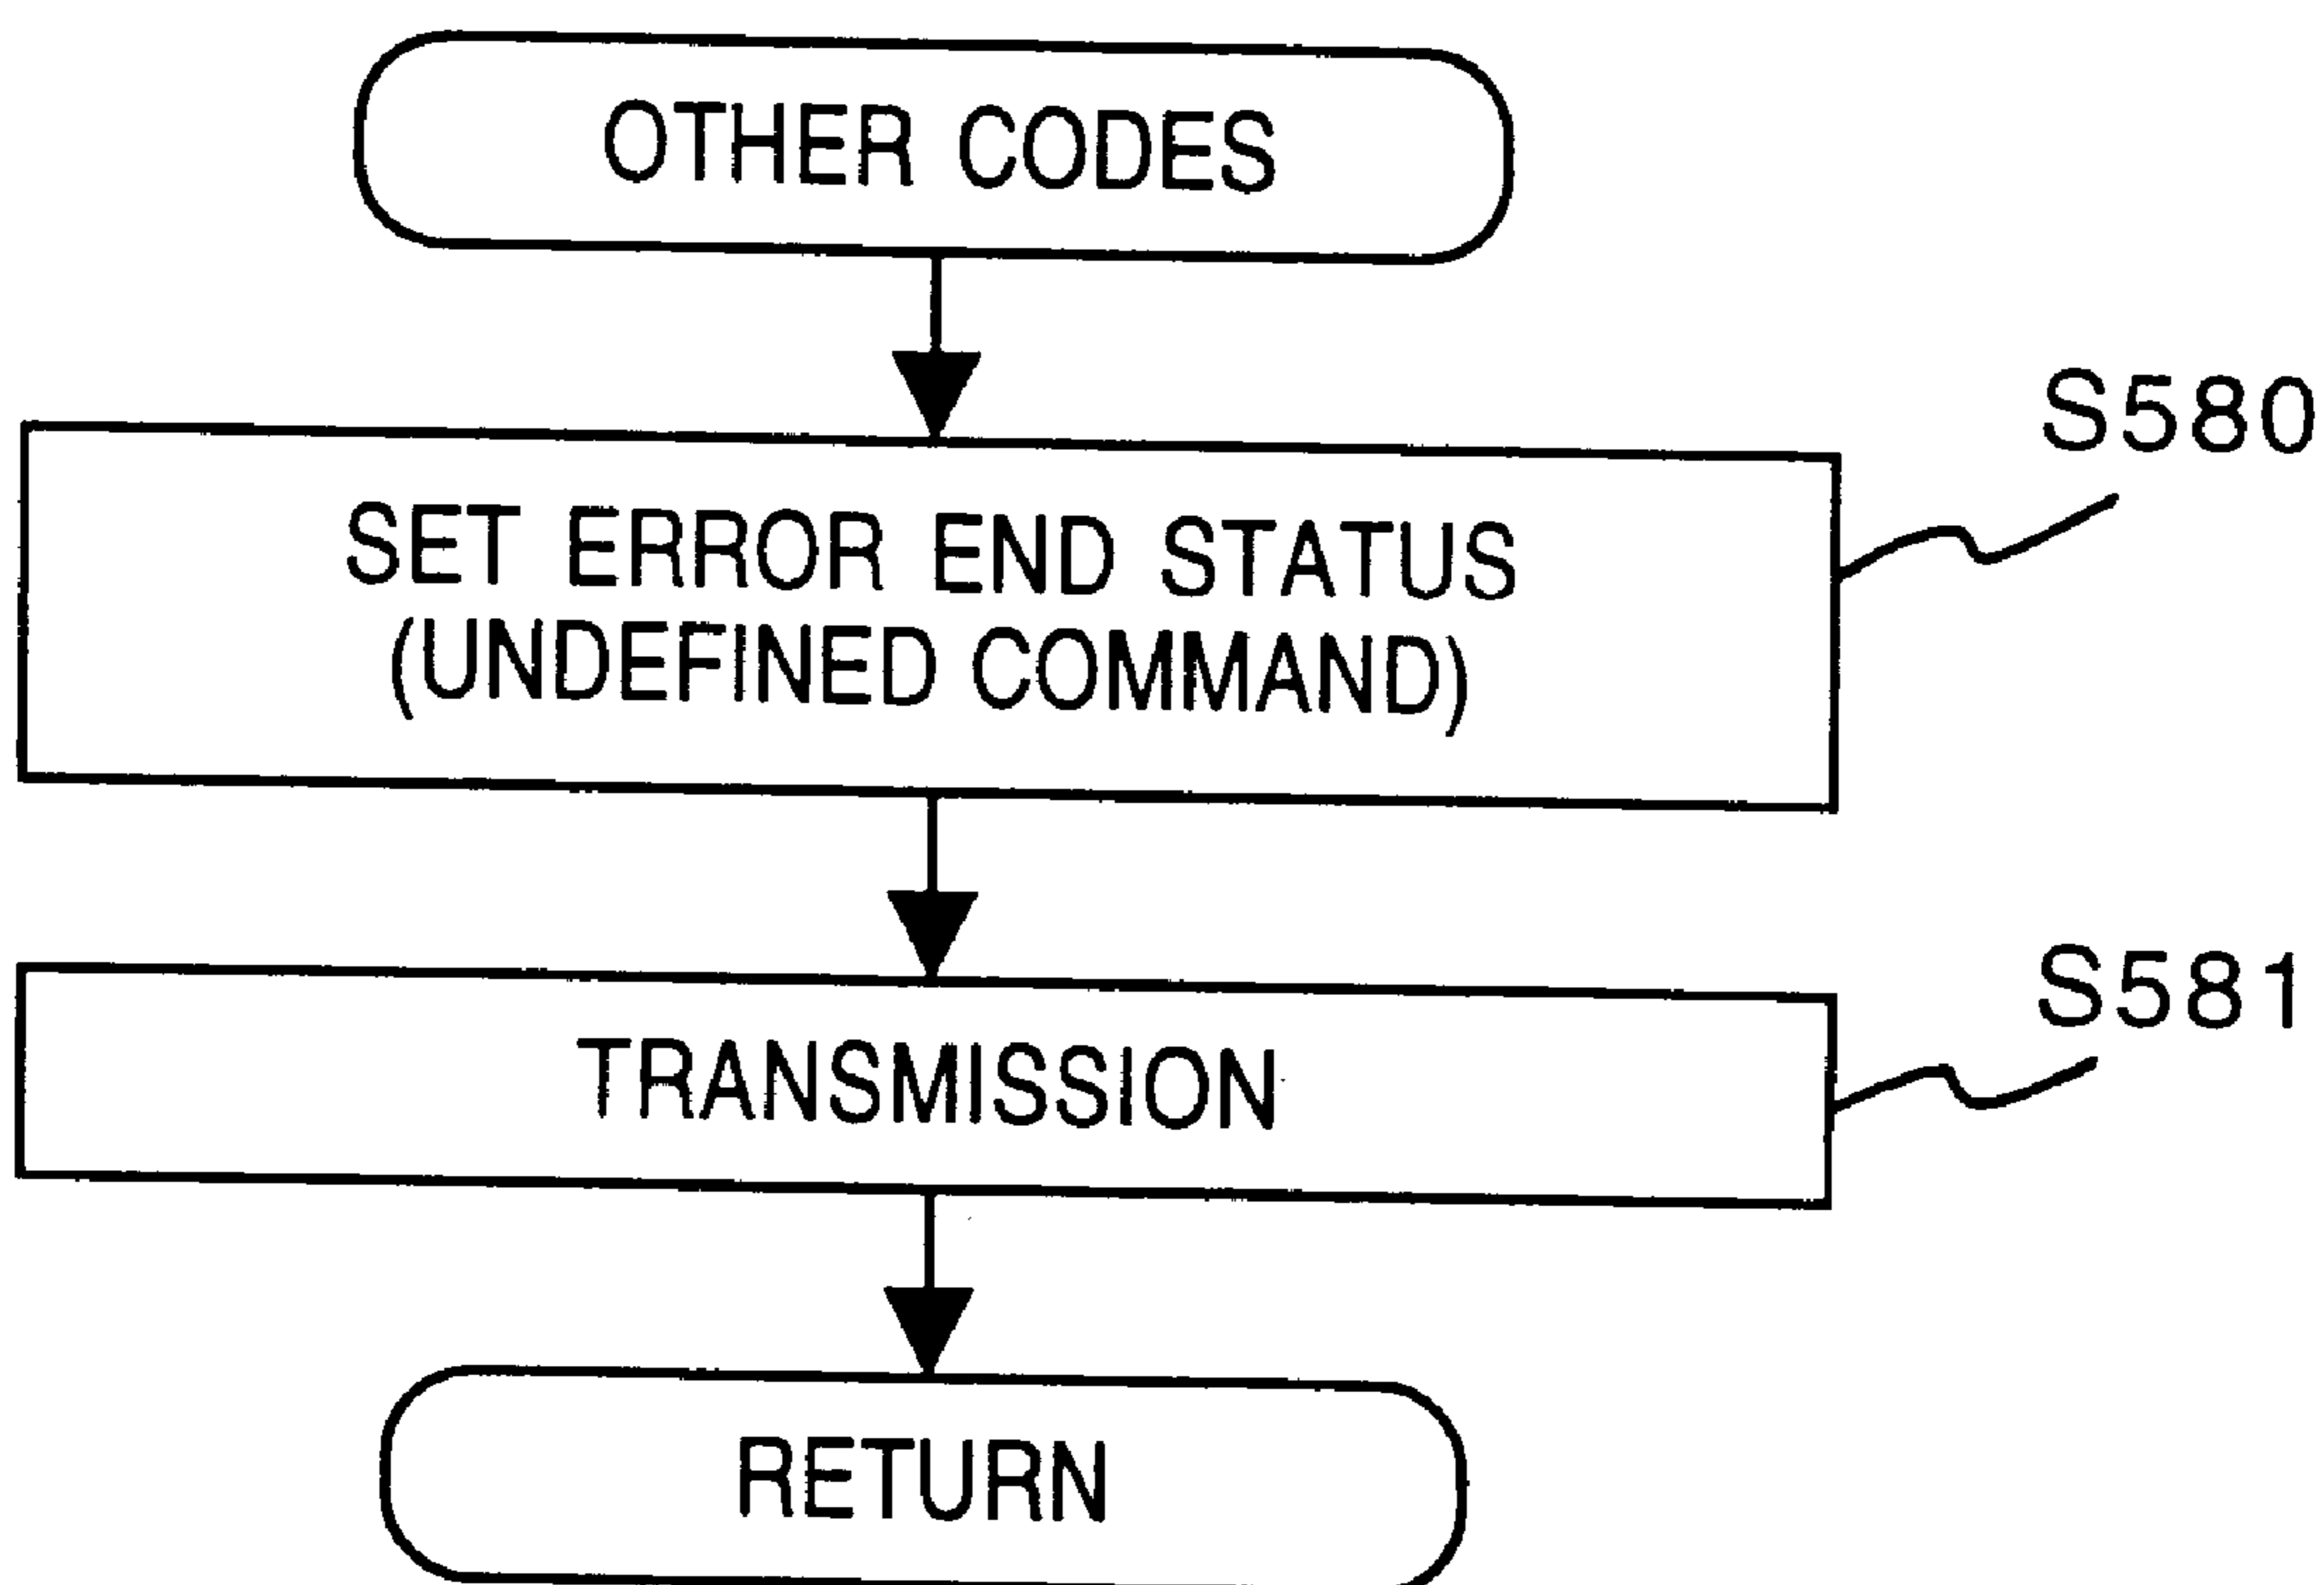 OTHER CODES
S580
SET ERROR END STATUS
(UNDEFINED COMMAND)
S581
TRANSMISSION
RETURN